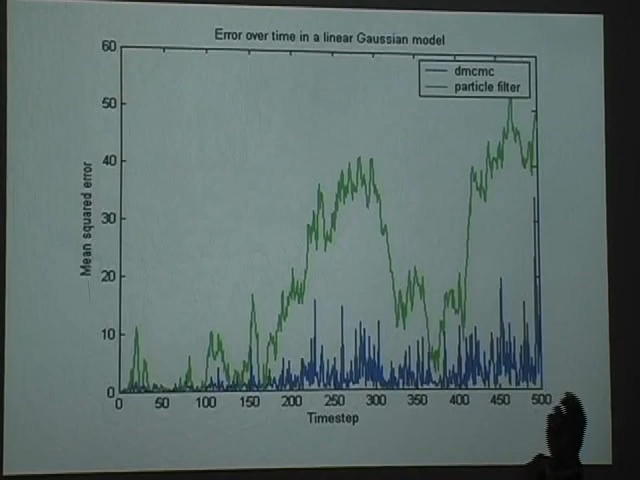 Error over time in a linear Gaussian model
60
50
40
30
20
10
0
Mean squared error
dmcmc
particle filter
0 50 100 150 200 250 300 350 400 450 500
Timestep